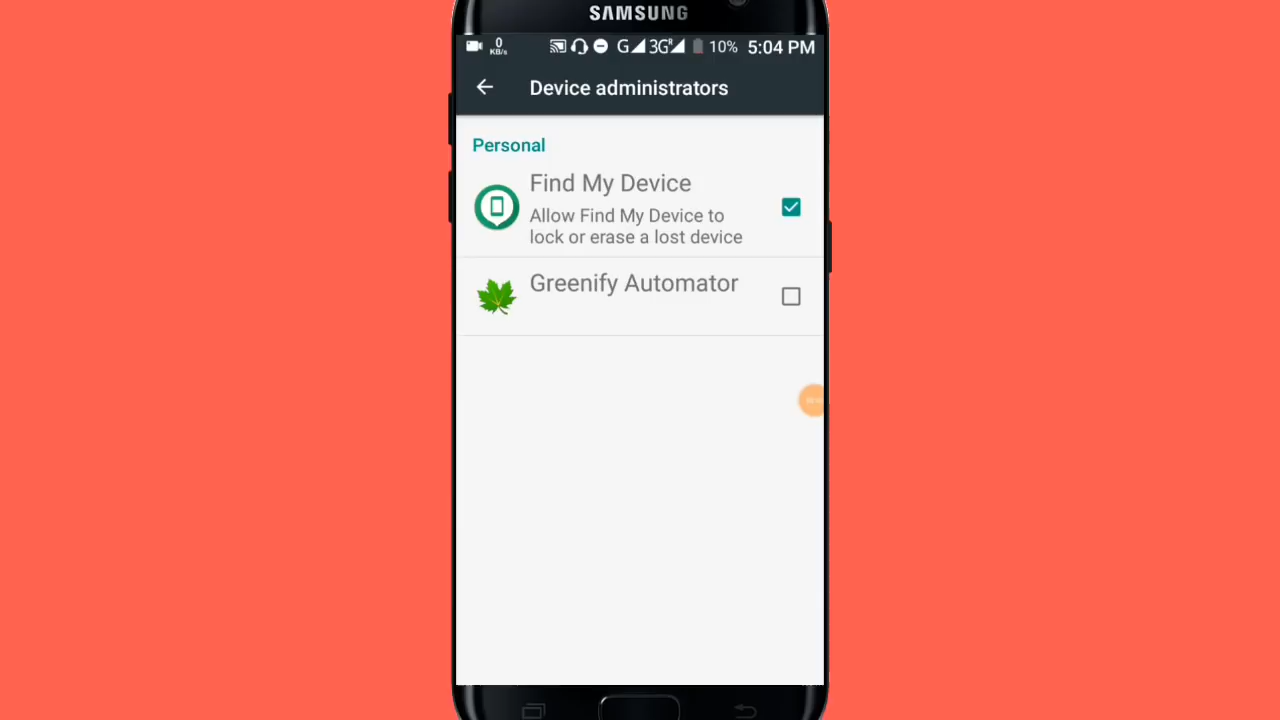 SAMSUNG
0 KB/s G 3G R 10% 5:04 PM
Device administrators
Personal
Find My Device
Allow Find My Device to
lock or erase a lost device
Greenify Automator